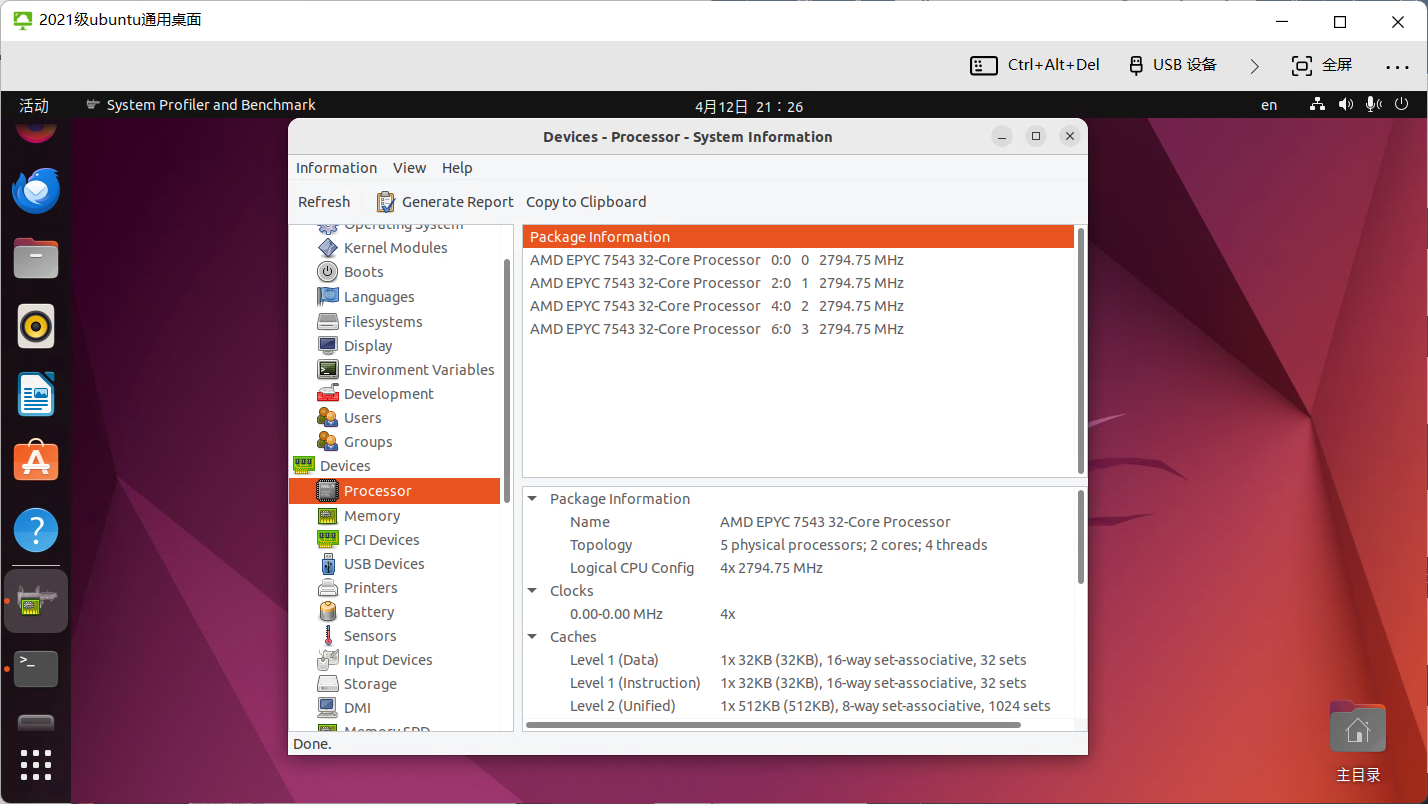 2021级ubuntu通用桌面
Ctrl+Alt+Del USB 设备 全屏
活动 System Profiler and Benchmark 4月12日 21：26 en
Devices - Processor - System Information
Information View Help
Refresh Generate Report Copy to Clipboard
Operating System
Kernel Modules
Boots
Languages
Filesystems
Display
Environment Variables
Development
Users
Groups
Devices
Processor
Memory
PCI Devices
USB Devices
Printers
Battery
Sensors
Input Devices
Storage
DMI
Memory SPD
Package Information
AMD EPYC 7543 32-Core Processor 0:0 0 2794.75 MHz
AMD EPYC 7543 32-Core Processor 2:0 1 2794.75 MHz
AMD EPYC 7543 32-Core Processor 4:0 2 2794.75 MHz
AMD EPYC 7543 32-Core Processor 6:0 3 2794.75 MHz
Package Information
Name AMD EPYC 7543 32-Core Processor
Topology 5 physical processors; 2 cores; 4 threads
Logical CPU Config 4x 2794.75 MHz
Clocks
0.00-0.00 MHz 4x
Caches
Level 1 (Data) 1x 32KB (32KB), 16-way set-associative, 32 sets
Level 1 (Instruction) 1x 32KB (32KB), 16-way set-associative, 32 sets
Level 2 (Unified) 1x 512KB (512KB), 8-way set-associative, 1024 sets
Done.
主目录